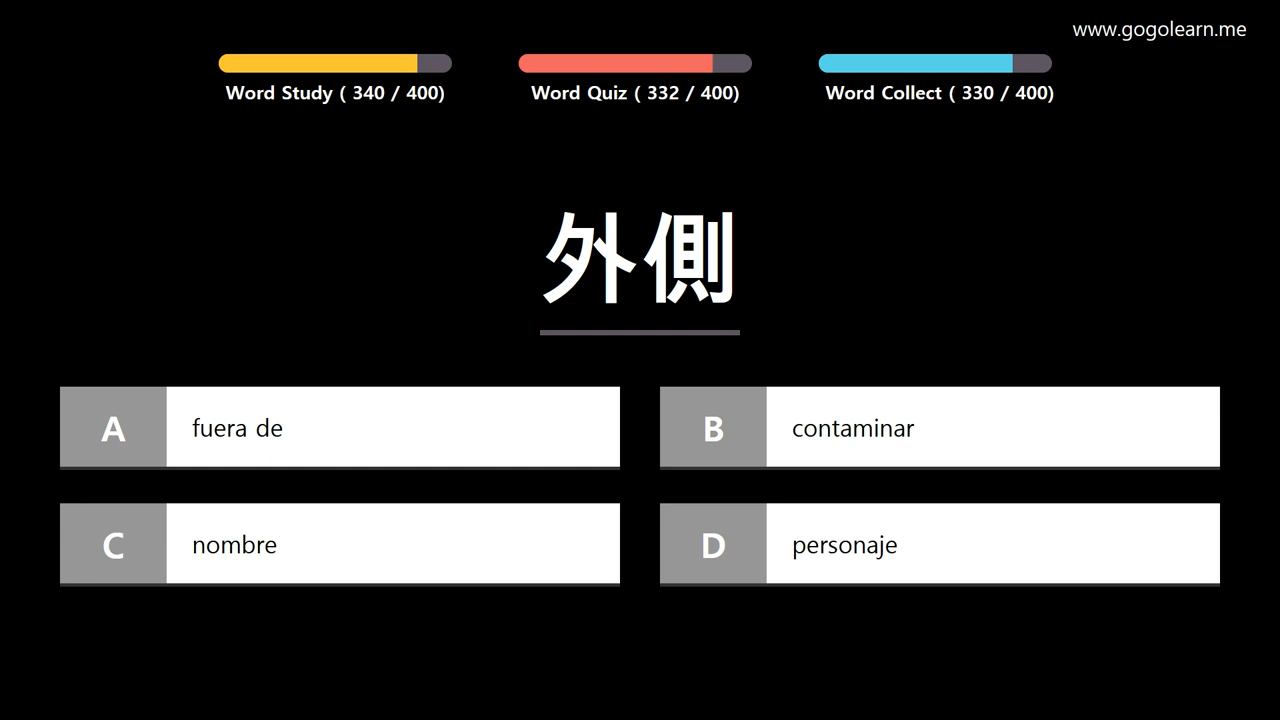 www.gogolearn.me
Word Study ( 340 / 400)
Word Quiz ( 332 / 400)
Word Collect ( 330 / 400)
外側
A
fuera de
B
contaminar
C
nombre
D
personaje